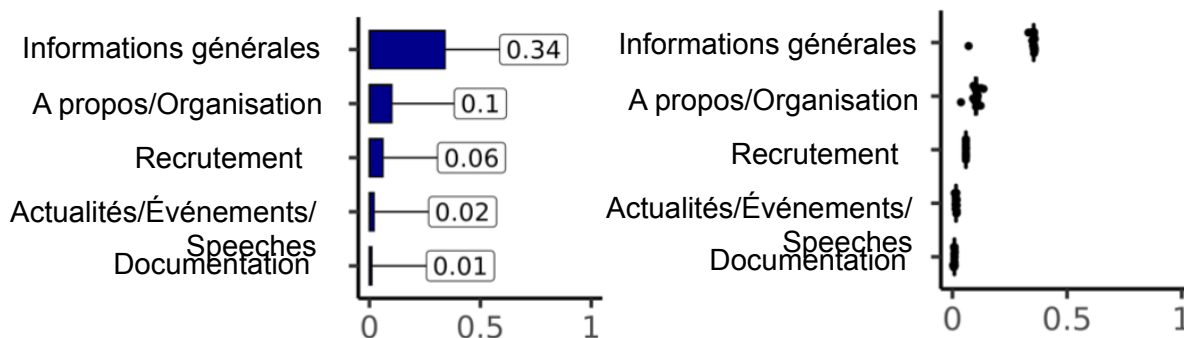 Informations générales
0.34
A propos/Organisation
0.1
Recrutement
0.06
Actualités/Événements/
Speeches
0.02
Documentation
0.01
0
0.5
1
Informations générales
A propos/Organisation
Recrutement
Actualités/Événements/
Speeches
Documentation
0
0.5
1